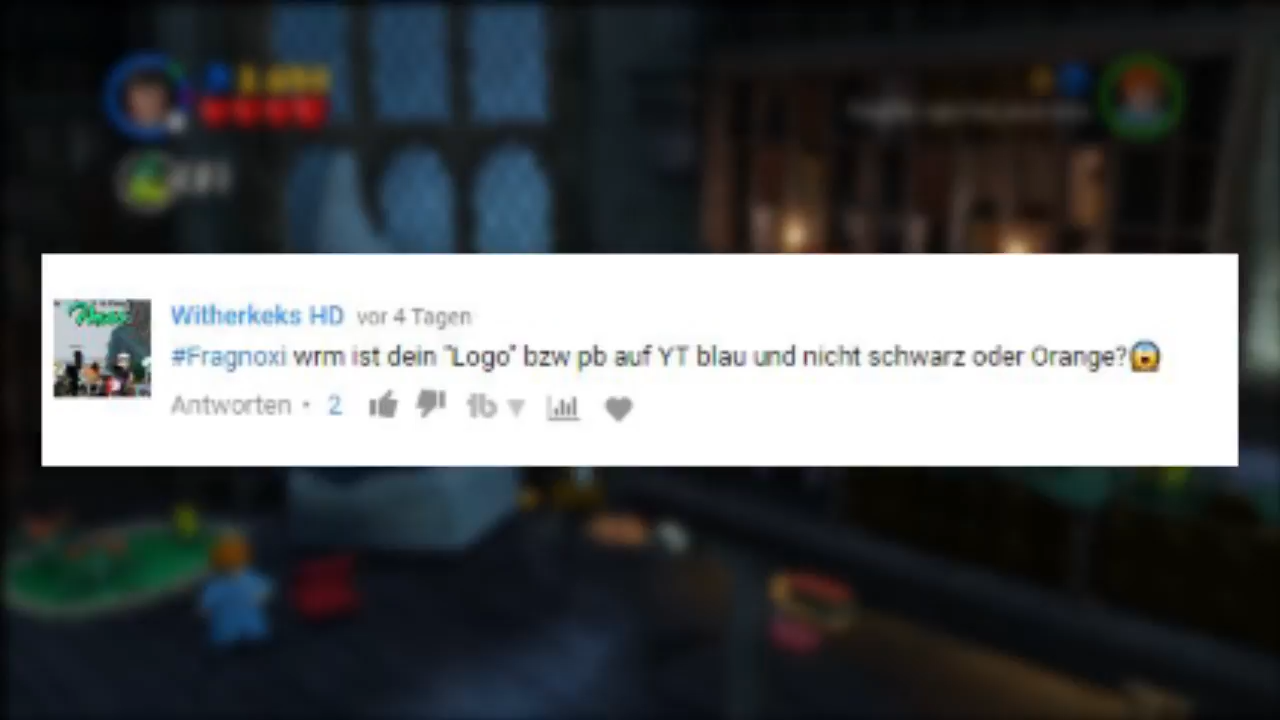 Witherkeks HD vor 4 Tagen
#Fragnoxi wrm ist dein "Logo" bzw pb auf YT blau und nicht schwarz oder Orange?😱
Antworten · 2